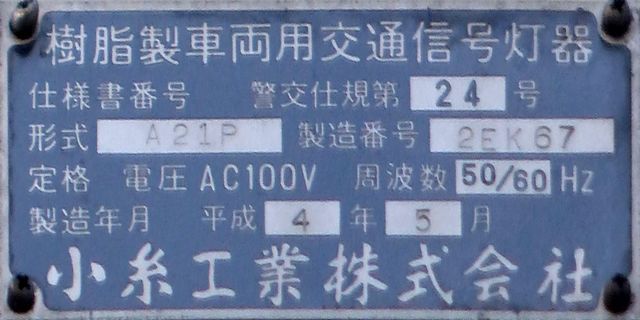 樹脂製車両用交通信号灯器
仕様書番号 警交仕規第 24 号
形式 A21P 製造番号 2EK67
定格 電圧 AC100V 周波数 50/60 Hz
製造年月 平成 4 年 5 月
小糸工業株式会社